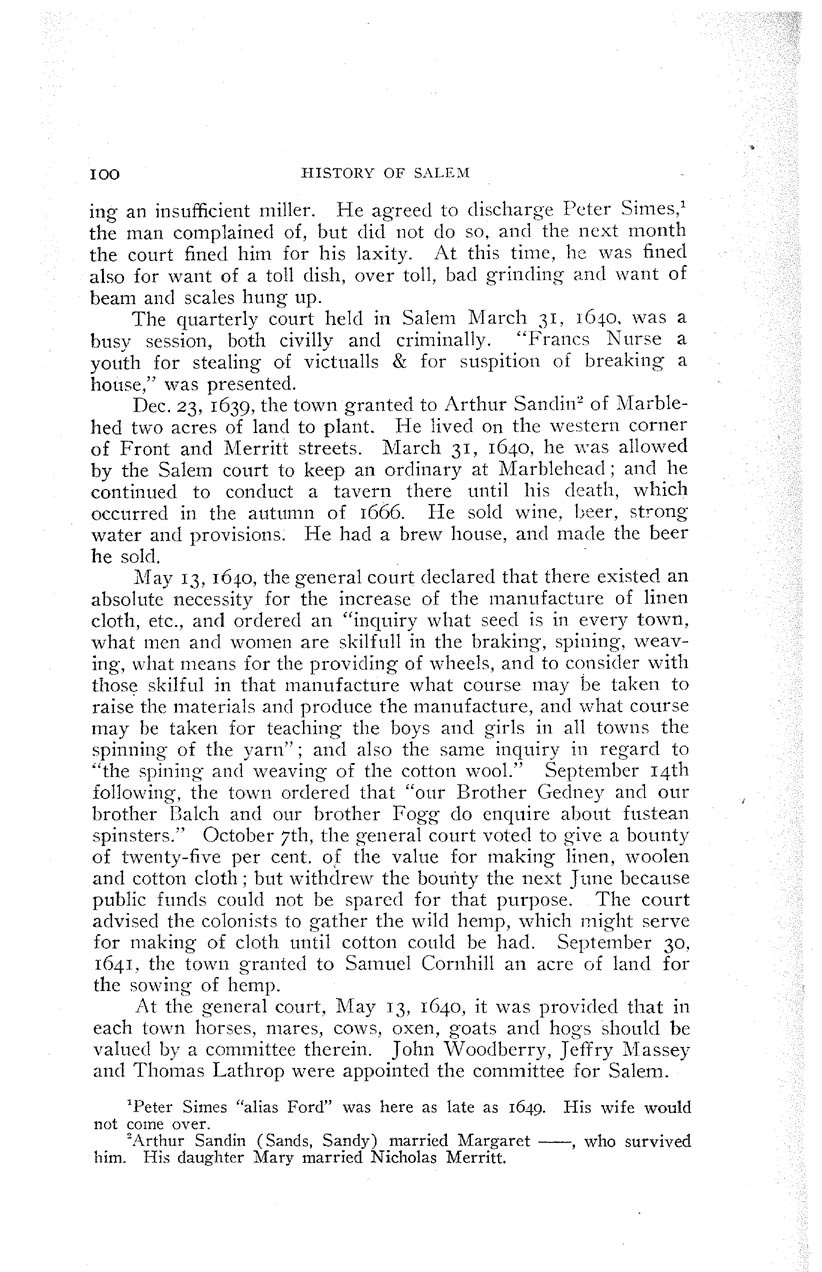 100 HISTORY OF SALEM
ing an insufficient miller. He agreed to discharge Peter Simes,¹
the man complained of, but did not do so, and the next month
the court fined him for his laxity. At this time, he was fined
also for want of a toll dish, over toll, bad grinding and want of
beam and scales hung up.
The quarterly court held in Salem March 31, 1640, was a
busy session, both civilly and criminally. “Francs Nurse a
youth for stealing of victualls & for suspition of breaking a
house,” was presented.
Dec. 23, 1639, the town granted to Arthur Sandin² of Marble-
hed two acres of land to plant. He lived on the western corner
of Front and Merritt streets. March 31, 1640, he was allowed
by the Salem court to keep an ordinary at Marblehead; and he
continued to conduct a tavern there until his death, which
occurred in the autumn of 1666. He sold wine, beer, strong
water and provisions. He had a brew house, and made the beer
he sold.
May 13, 1640, the general court declared that there existed an
absolute necessity for the increase of the manufacture of linen
cloth, etc., and ordered an “inquiry what seed is in every town,
what men and women are skilfull in the braking, spining, weav-
ing, what means for the providing of wheels, and to consider with
those skilful in that manufacture what course may be taken to
raise the materials and produce the manufacture, and what course
may be taken for teaching the boys and girls in all towns the
spinning of the yarn”; and also the same inquiry in regard to
“the spining and weaving of the cotton wool.” September 14th
following, the town ordered that “our Brother Gedney and our
brother Balch and our brother Fogg do enquire about fustean
spinsters.” October 7th, the general court voted to give a bounty
of twenty-five per cent. of the value for making linen, woolen
and cotton cloth; but withdrew the bounty the next June because
public funds could not be spared for that purpose. The court
advised the colonists to gather the wild hemp, which might serve
for making of cloth until cotton could be had. September 30,
1641, the town granted to Samuel Cornhill an acre of land for
the sowing of hemp.
At the general court, May 13, 1640, it was provided that in
each town horses, mares, cows, oxen, goats and hogs should be
valued by a committee therein. John Woodberry, Jeffry Massey
and Thomas Lathrop were appointed the committee for Salem.
¹Peter Simes “alias Ford” was here as late as 1649. His wife would
not come over.
²Arthur Sandin (Sands, Sandy) married Margaret ——, who survived
him. His daughter Mary married Nicholas Merritt.